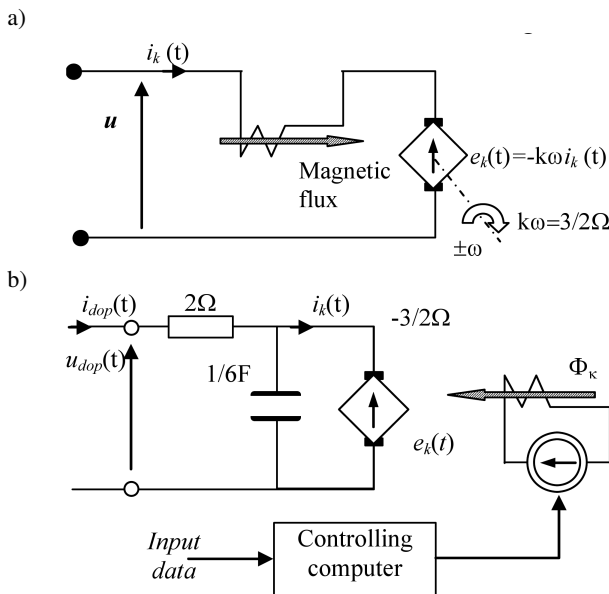 a)
i_k (t)
u
Magnetic
flux
e_k(t)=-kωi_k (t)
kω=3/2Ω
±ω
b)
i_dop(t)
2Ω
i_k(t)
-3/2Ω
u_dop(t)
1/6F
Φ_κ
e_k(t)
Input
data
Controlling
computer